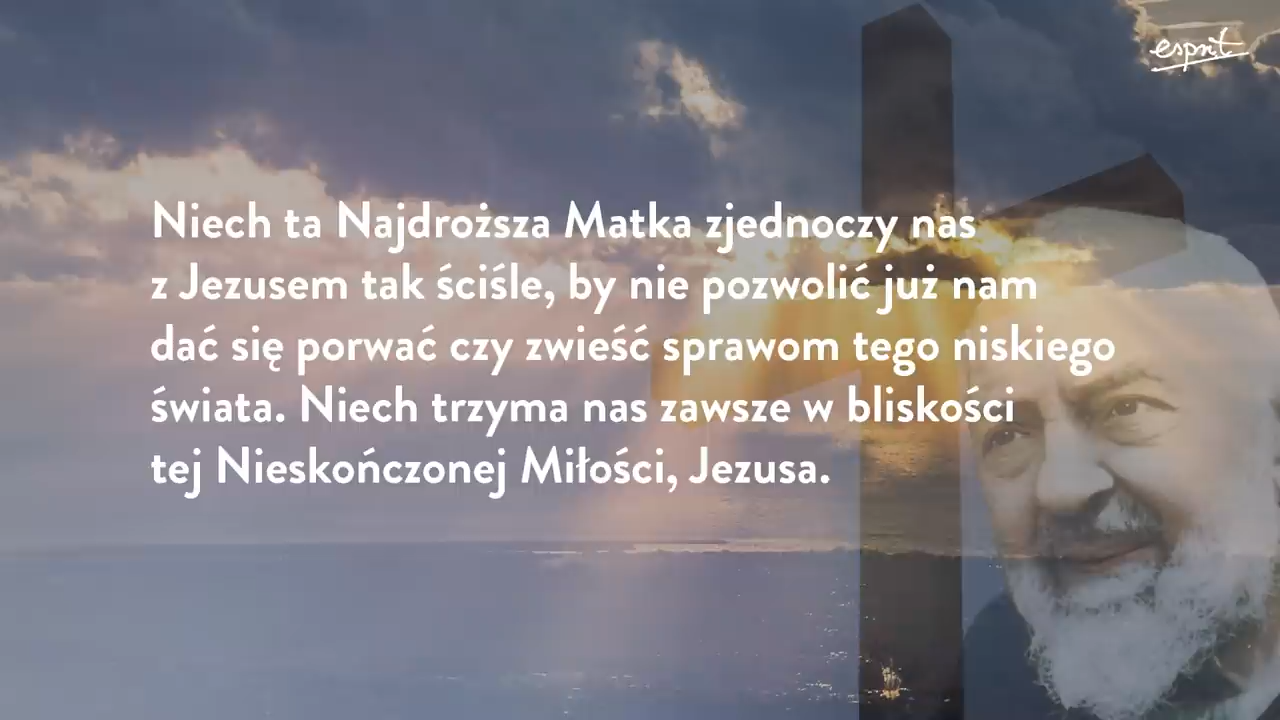 esprit
Niech ta Najdroższa Matka zjednoczy nas
z Jezusem tak ściśle, by nie pozwolić już nam
dać się porwać czy zwieść sprawom tego niskiego
świata. Niech trzyma nas zawsze w bliskości
tej Nieskończonej Miłości, Jezusa.